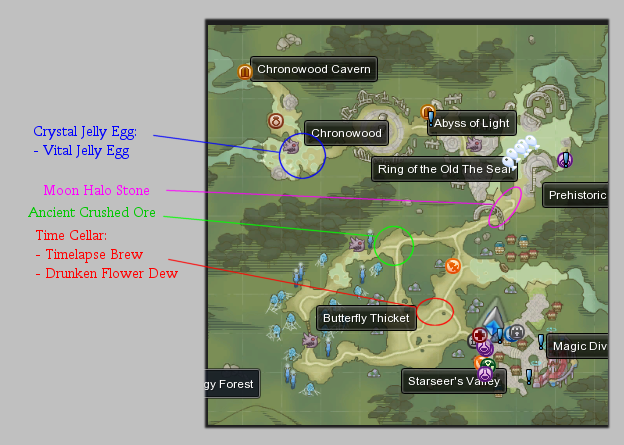 Chronowood Cavern
Crystal Jelly Egg:
- Vital Jelly Egg
Chronowood
Abyss of Light
Ring of the Old The Seal
Moon Halo Stone
Prehistoric
Ancient Crushed Ore
Time Cellar:
- Timelapse Brew
- Drunken Flower Dew
Butterfly Thicket
Magic Div
gy Forest
Starseer's Valley